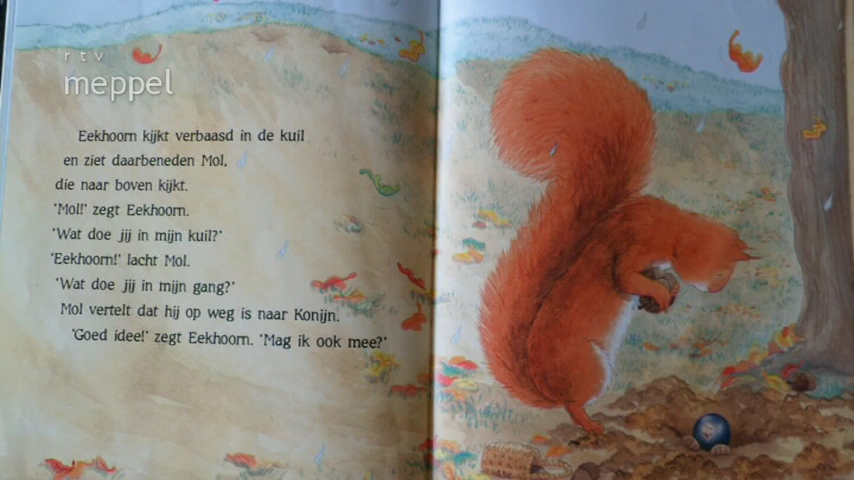 rtv
meppel
Eekhoorn kijkt verbaasd in de kuil
en ziet daarbeneden Mol,
die naar boven kijkt.
'Mol!' zegt Eekhoorn.
'Wat doe jij in mijn kuil?'
'Eekhoorn!' lacht Mol.
'Wat doe jij in mijn gang?'
Mol vertelt dat hij op weg is naar Konijn.
'Goed idee!' zegt Eekhoorn. 'Mag ik ook mee?'